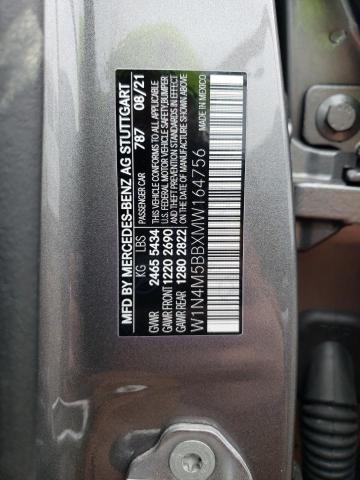 MFD BY MERCEDES-BENZ AG STUTTGART
PASSENGER CAR 787 08/21
KG LBS
GVWR 2465 5434
GAWR FRONT 1220 2690
GAWR REAR 1280 2822
THIS VEHICLE CONFORMS TO ALL APPLICABLE
FEDERAL MOTOR VEHICLE SAFETY, BUMPER,
AND THEFT PREVENTION STANDARDS IN EFFECT
ON THE DATE OF MANUFACTURE SHOWN ABOVE
MADE IN MEXICO
W1N4M5BBXMW164756